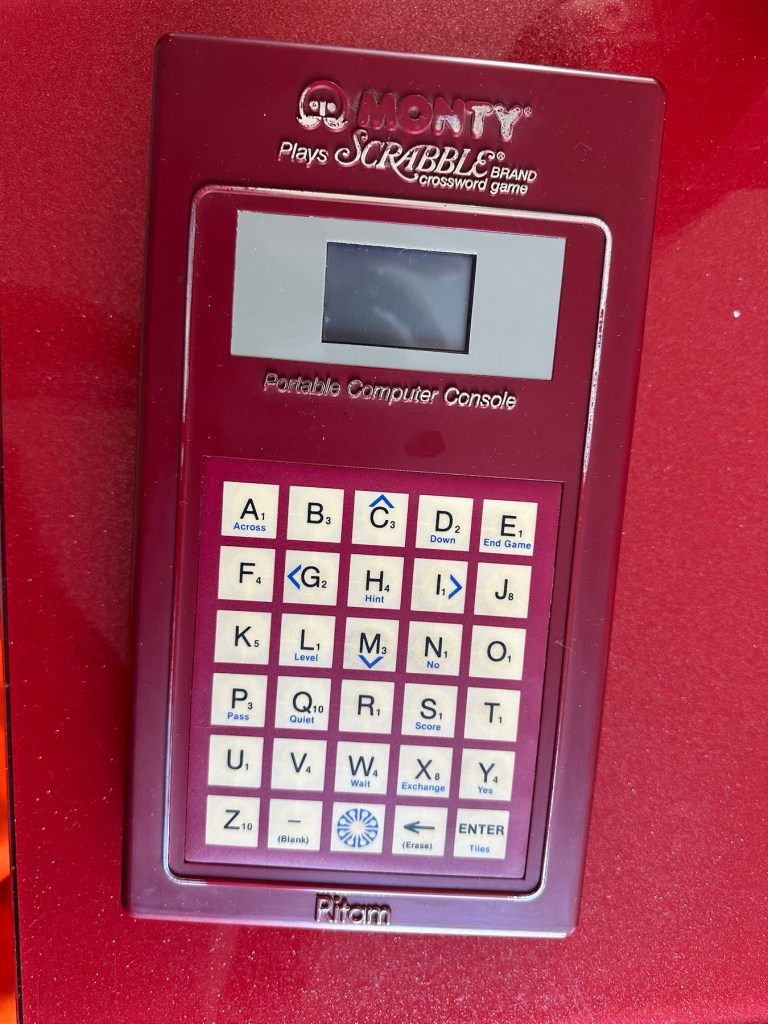 MONTY®
Plays SCRABBLE® BRAND
crossword game
Portable Computer Console
A1 B3 C3 D2 E1
Across Down End Game
F4 G2 H4 I1 J8
Hint
K5 L1 M3 N1 O1
Level No
P3 Q10 R1 S1 T1
Pass Quiet Score
U1 V4 W4 X8 Y4
Wait Exchange Yes
Z10 – ← ENTER
(Blank) (Erase) Tiles
Ritam